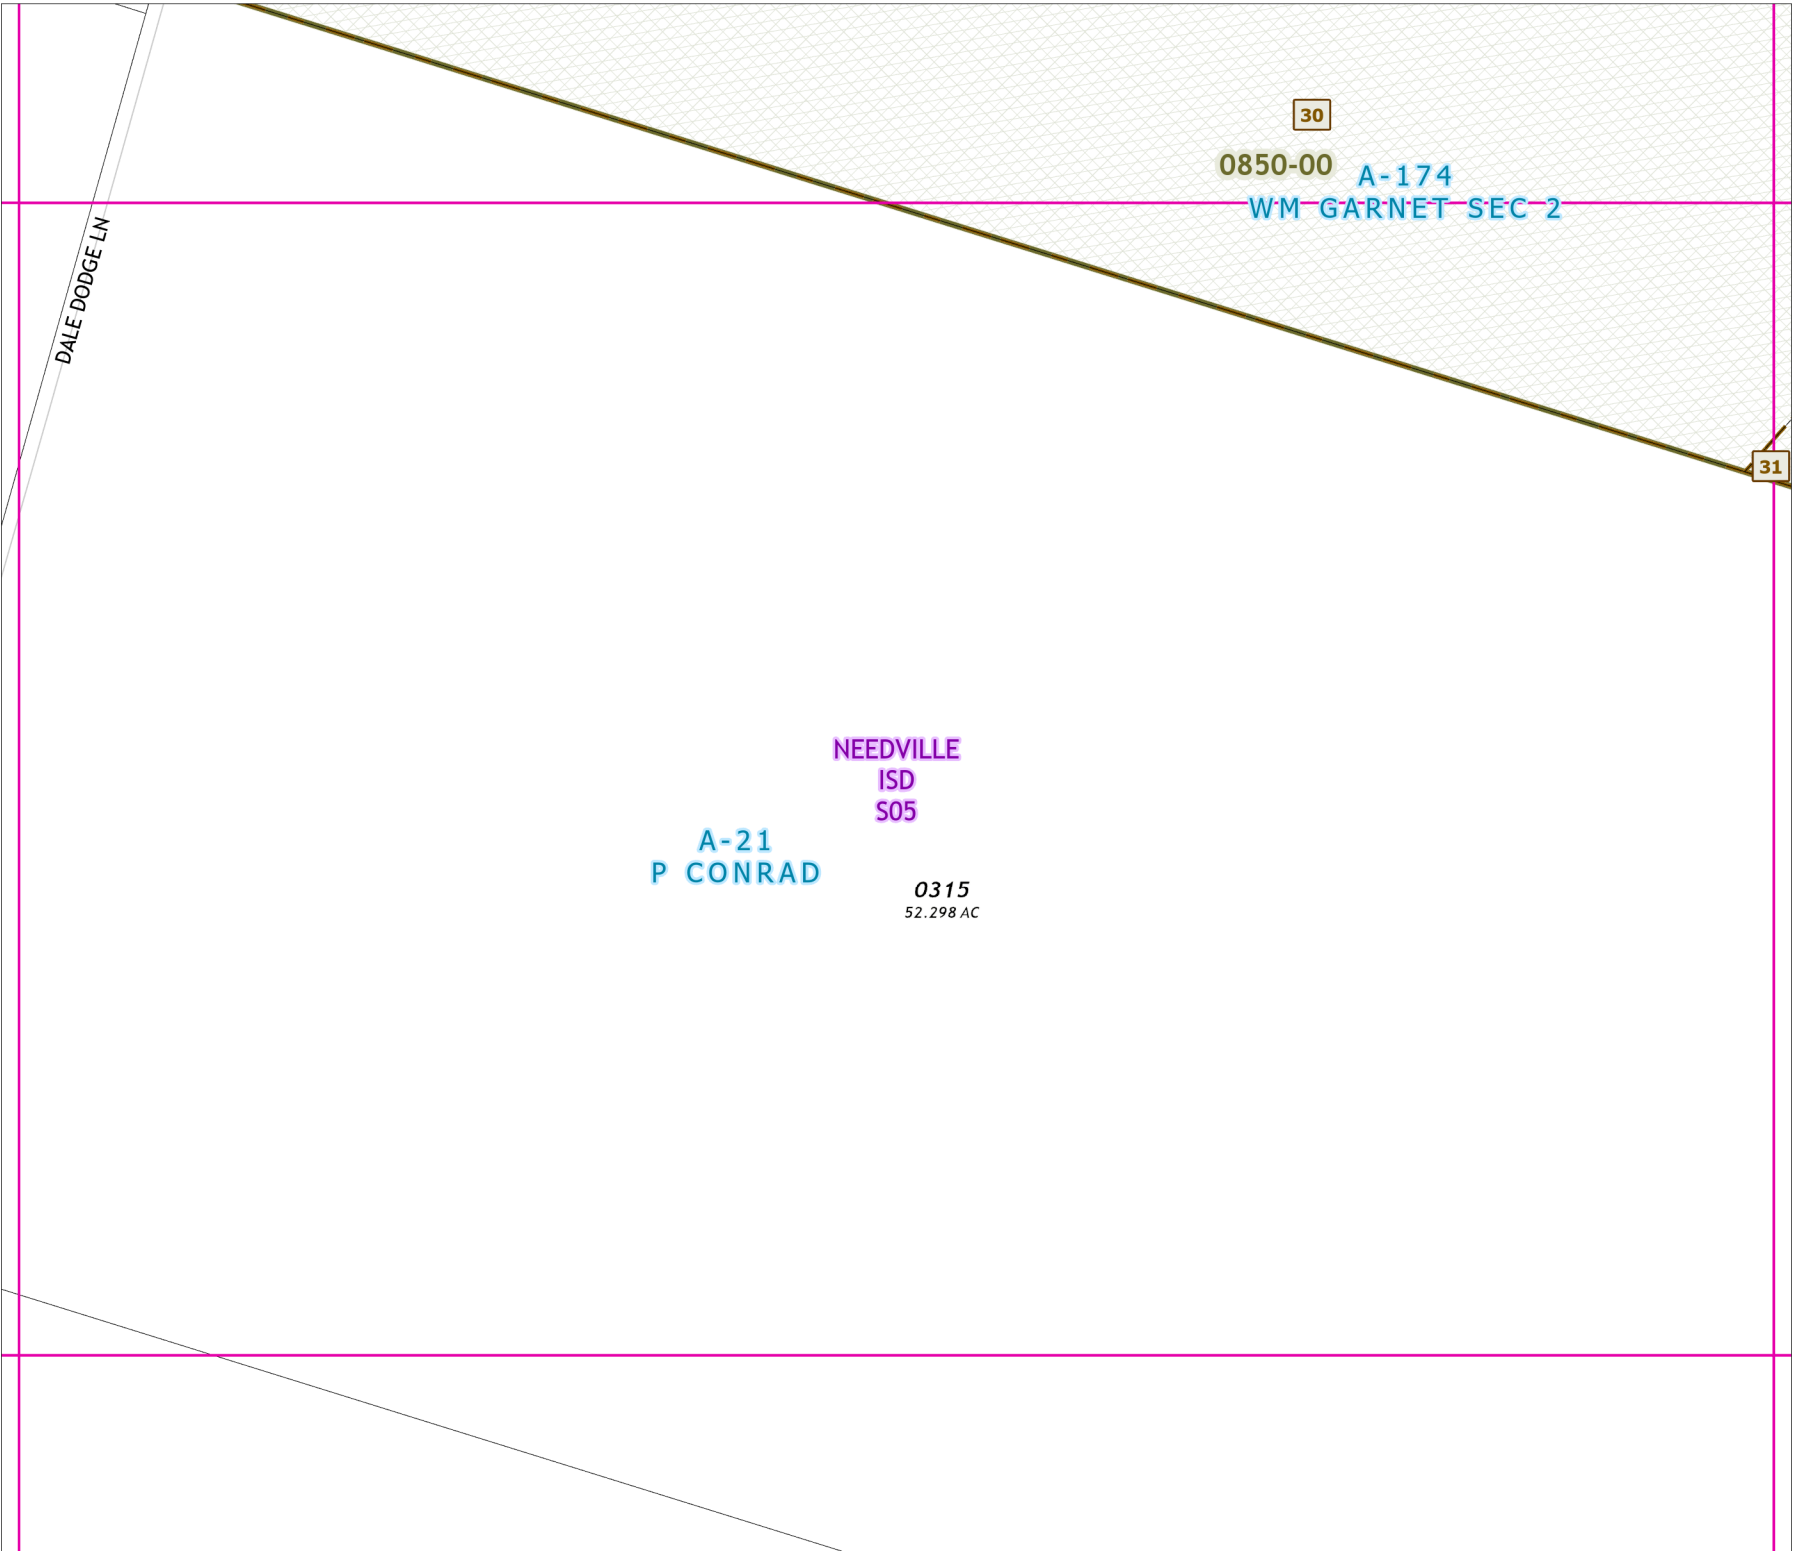 30
0850-00
A-174
WM GARNET SEC 2
DALE DODGE LN
31
NEEDVILLE
ISD
S05
A-21
P CONRAD
0315
52.298 AC